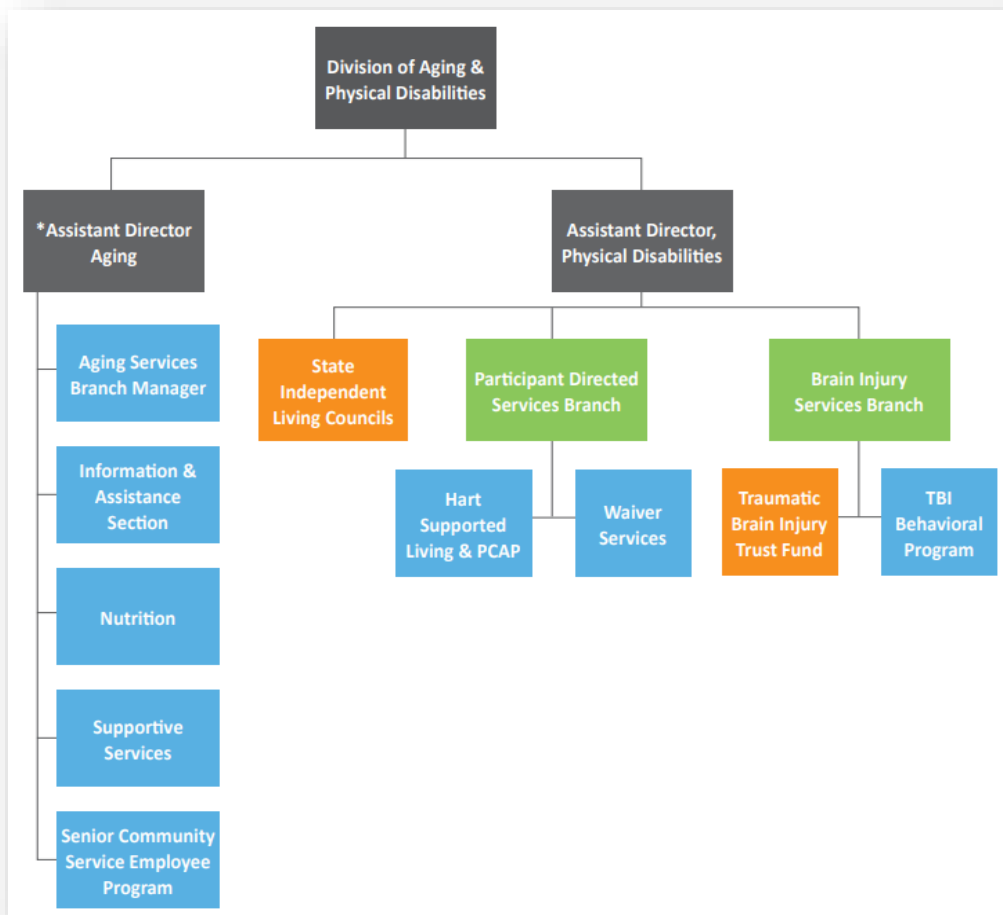 Division of Aging &
Physical Disabilities
*Assistant Director
Aging
Assistant Director,
Physical Disabilities
Aging Services
Branch Manager
Information &
Assistance
Section
Nutrition
Supportive
Services
Senior Community
Service Employee
Program
State
Independent
Living Councils
Participant Directed
Services Branch
Brain Injury
Services Branch
Hart
Supported
Living & PCAP
Waiver
Services
Traumatic
Brain Injury
Trust Fund
TBI
Behavioral
Program